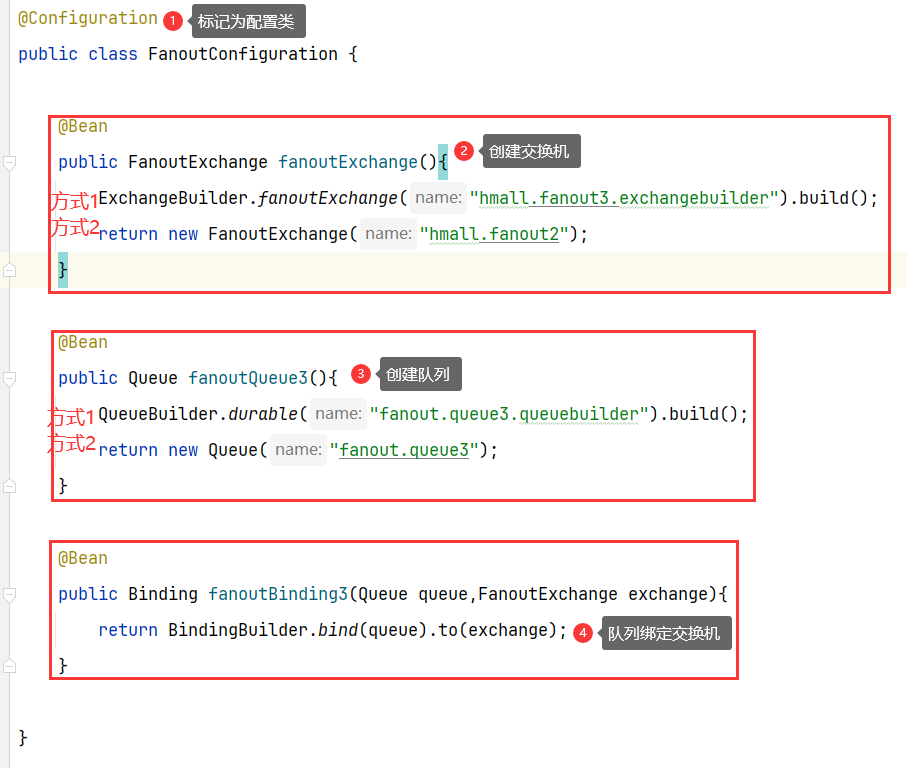 @Configuration 1 标记为配置类
public class FanoutConfiguration {
@Bean
public FanoutExchange fanoutExchange(){ 2 创建交换机
方式1 ExchangeBuilder.fanoutExchange( name: "hmall.fanout3.exchangebuilder").build();
方式2 return new FanoutExchange( name: "hmall.fanout2");
}
@Bean
public Queue fanoutQueue3(){ 3 创建队列
方式1 QueueBuilder.durable( name: "fanout.queue3.queuebuilder").build();
方式2 return new Queue( name: "fanout.queue3");
}
@Bean
public Binding fanoutBinding3(Queue queue,FanoutExchange exchange){
return BindingBuilder.bind(queue).to(exchange); 4 队列绑定交换机
}
}